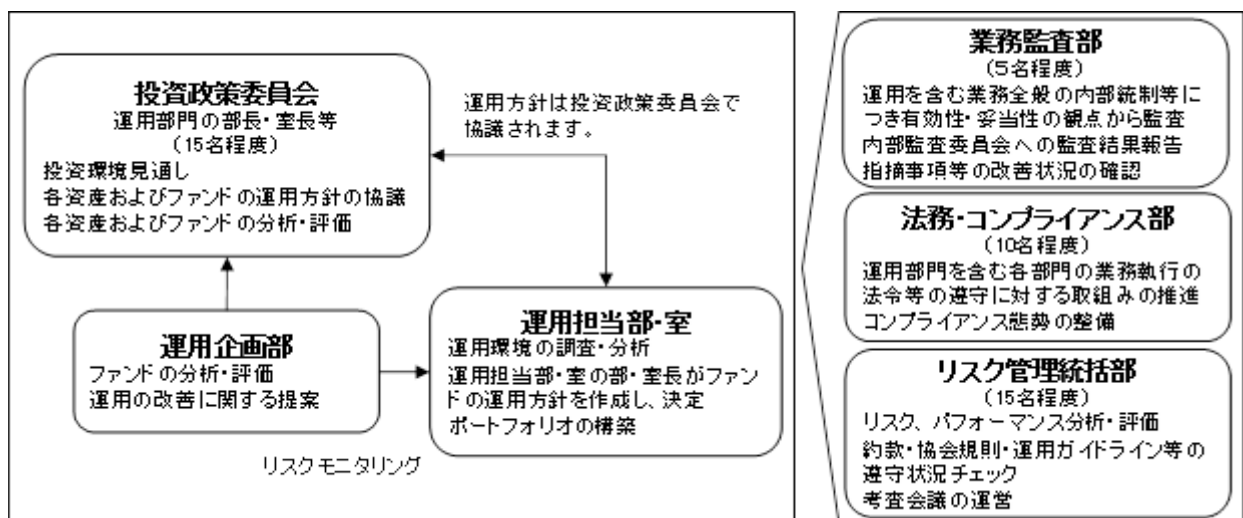 投資政策委員会
運用部門の部長・室長等
(15名程度)
投資環境見通し
各資産およびファンドの運用方針の協議
各資産およびファンドの分析・評価
運用方針は投資政策委員会で
協議されます。
運用企画部
ファンドの分析・評価
運用の改善に関する提案
運用担当部・室
運用環境の調査・分析
運用担当部・室の部・室長がファン
ドの運用方針を作成し、決定
ポートフォリオの構築
リスクモニタリング
業務監査部
(5名程度)
運用を含む業務全般の内部統制等に
つき有効性・妥当性の観点から監査
内部監査委員会への監査結果報告
指摘事項等の改善状況の確認
法務・コンプライアンス部
(10名程度)
運用部門を含む各部門の業務執行の
法令等の遵守に対する取組みの推進
コンプライアンス態勢の整備
リスク管理統括部
(15名程度)
リスク、パフォーマンス分析・評価
約款・協会規則・運用ガイドライン等の
遵守状況チェック
考査会議の運営